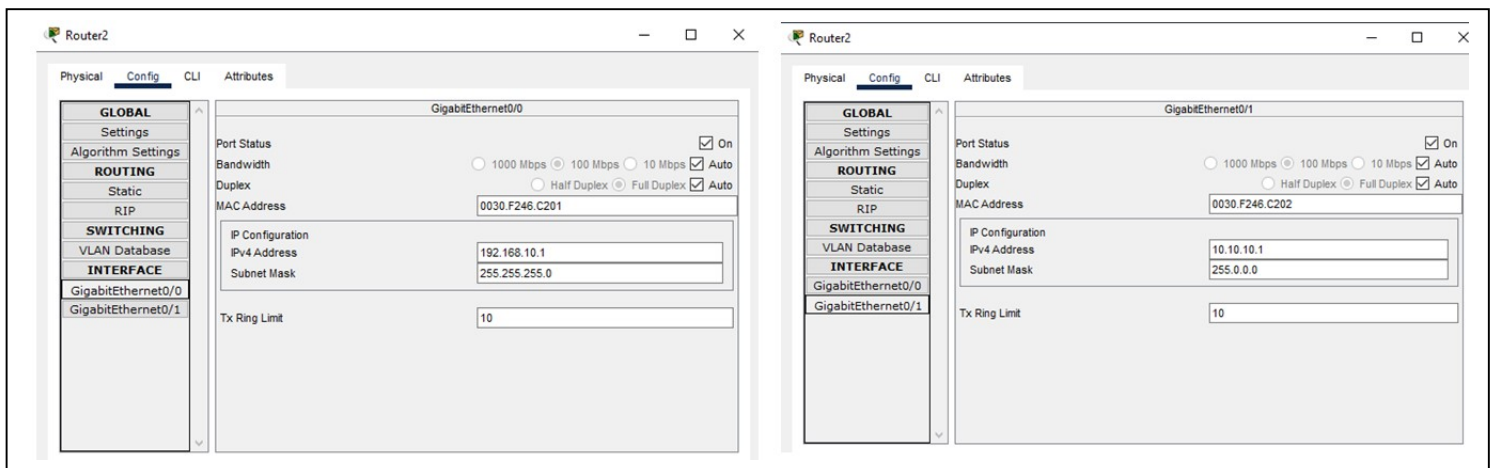 Router2
Physical Config CLI Attributes
GLOBAL
Settings
Algorithm Settings
ROUTING
Static
RIP
SWITCHING
VLAN Database
INTERFACE
GigabitEthernet0/0
GigabitEthernet0/1
GigabitEthernet0/0
Port Status On
Bandwidth 1000 Mbps 100 Mbps 10 Mbps Auto
Duplex Half Duplex Full Duplex Auto
MAC Address 0030.F246.C201
IP Configuration
IPv4 Address 192.168.10.1
Subnet Mask 255.255.255.0
Tx Ring Limit 10
Router2
Physical Config CLI Attributes
GLOBAL
Settings
Algorithm Settings
ROUTING
Static
RIP
SWITCHING
VLAN Database
INTERFACE
GigabitEthernet0/0
GigabitEthernet0/1
GigabitEthernet0/1
Port Status On
Bandwidth 1000 Mbps 100 Mbps 10 Mbps Auto
Duplex Half Duplex Full Duplex Auto
MAC Address 0030.F246.C202
IP Configuration
IPv4 Address 10.10.10.1
Subnet Mask 255.0.0.0
Tx Ring Limit 10